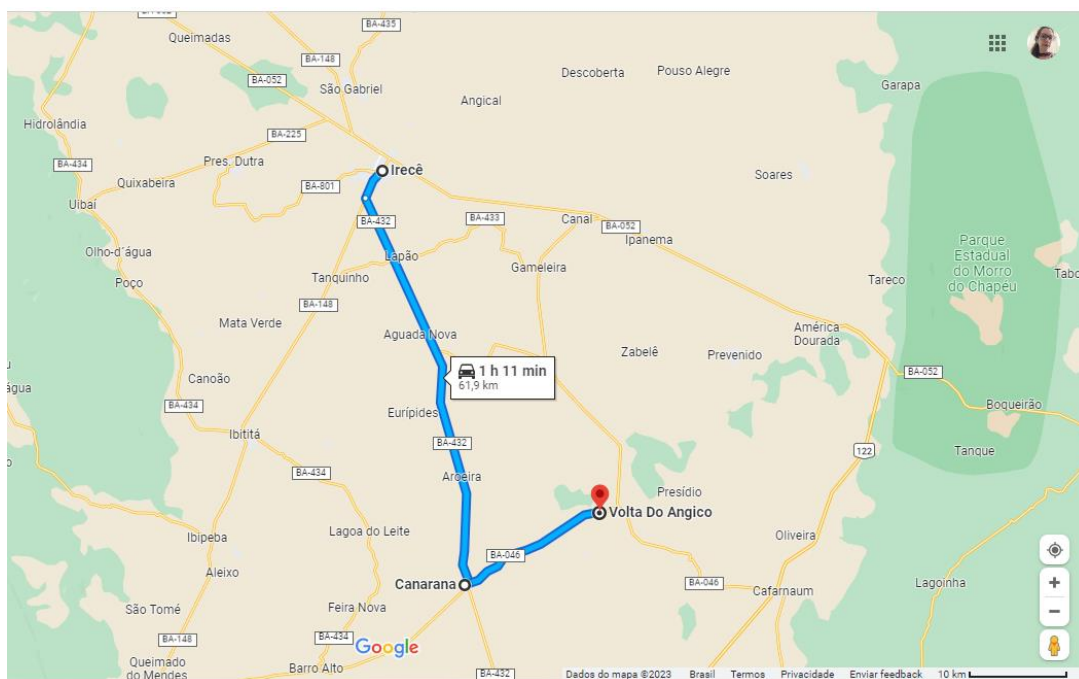 Queimadas
BA-435
BA-148
BA-052
São Gabriel
Descoberta
Pouso Alegre
Garapa
Angical
Hidrolândia
BA-225
BA-434
Pres. Dutra
Irecê
Quixabeira
BA-801
Soares
Uibaí
BA-432
BA-433
Canal
BA-052
Ipanema
Parque
Estadual
do Morro
do Chapéu
Olho-d´água
Lapão
Gameleira
Poço
Tanquinho
Tareco
BA-148
Mata Verde
Aguada Nova
América
Dourada
Zabelê
Prevenido
1 h 11 min
61,9 km
BA-052
Canoão
água
BA-434
Eurípides
Boqueirão
Ibititá
BA-432
122
Tanque
BA-434
Aroeira
Presídio
Volta Do Angico
Lagoa do Leite
Oliveira
Ibipeba
BA-046
Aleixo
Canarana
BA-046
Cafarnaum
Lagoinha
São Tomé
Feira Nova
BA-148
BA-434
Google
Queimado
do Mendes
Barro Alto
BA-432
Dados do mapa ©2023 Brasil Termos Privacidade Enviar feedback 10 km